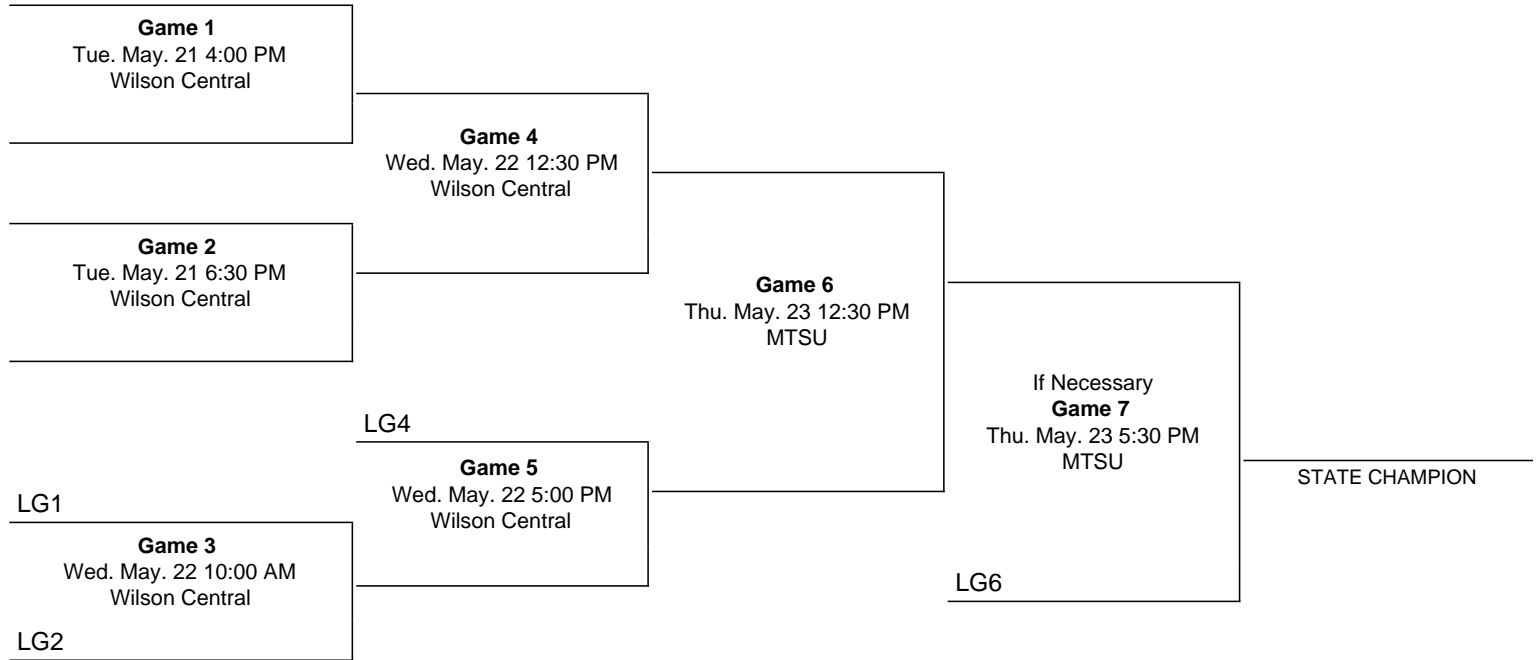 Game 1
Tue. May. 21 4:00 PM
Wilson Central
Game 4
Wed. May. 22 12:30 PM
Wilson Central
Game 2
Tue. May. 21 6:30 PM
Wilson Central
Game 6
Thu. May. 23 12:30 PM
MTSU
If Necessary
Game 7
Thu. May. 23 5:30 PM
MTSU
LG4
Game 5
Wed. May. 22 5:00 PM
Wilson Central
STATE CHAMPION
LG1
Game 3
Wed. May. 22 10:00 AM
Wilson Central
LG6
LG2